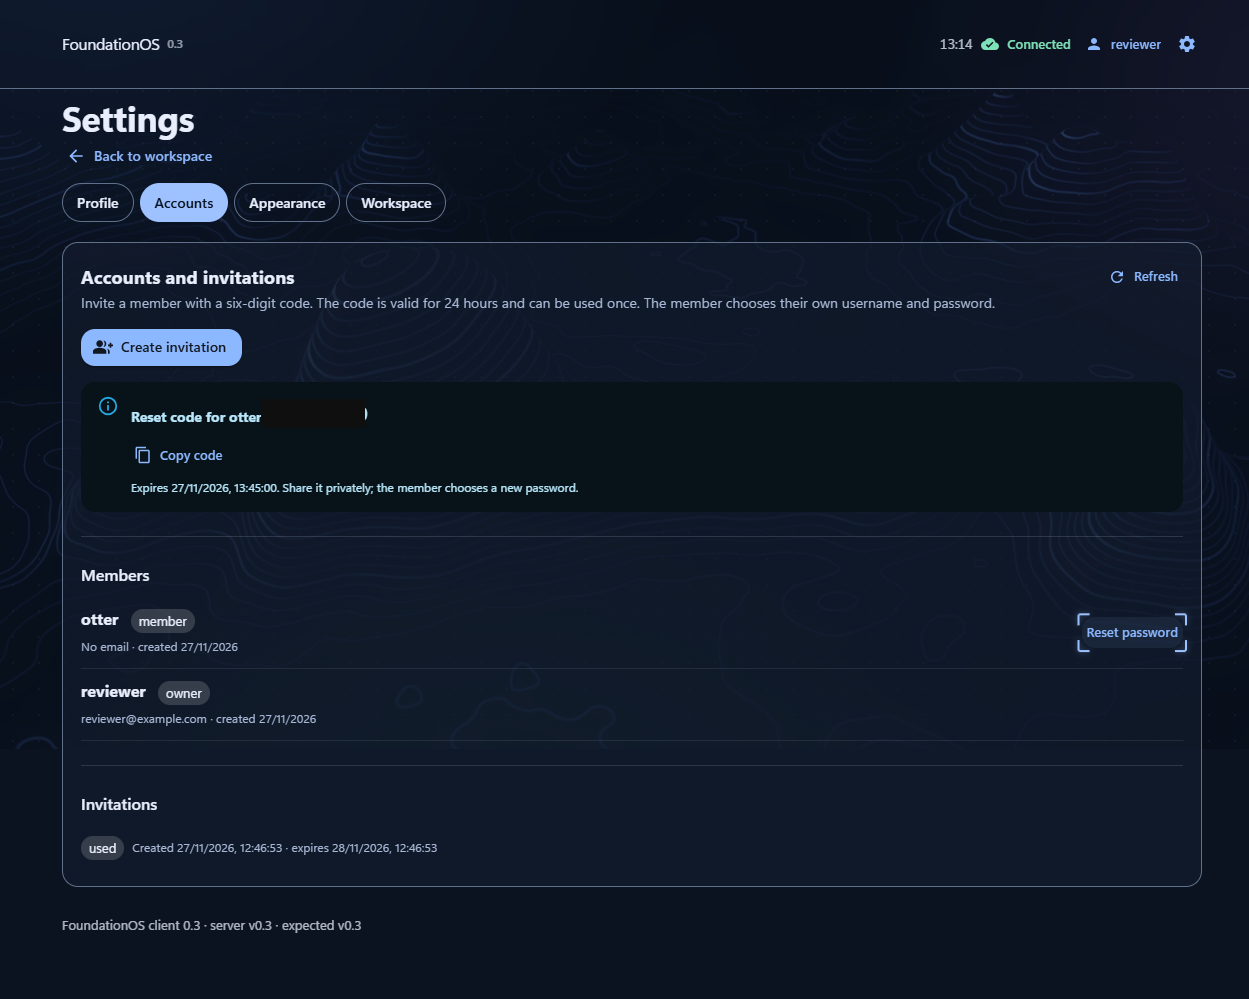 FoundationOS 0.3
13:14 Connected reviewer
Settings
Back to workspace
Profile Accounts Appearance Workspace
Accounts and invitations
Refresh
Invite a member with a six-digit code. The code is valid for 24 hours and can be used once. The member chooses their own username and password.
Create invitation
Reset code for otter
Copy code
Expires 27/11/2026, 13:45:00. Share it privately; the member chooses a new password.
Members
otter member
No email · created 27/11/2026
Reset password
reviewer owner
reviewer@example.com · created 27/11/2026
Invitations
used Created 27/11/2026, 12:46:53 · expires 28/11/2026, 12:46:53
FoundationOS client 0.3 · server v0.3 · expected v0.3